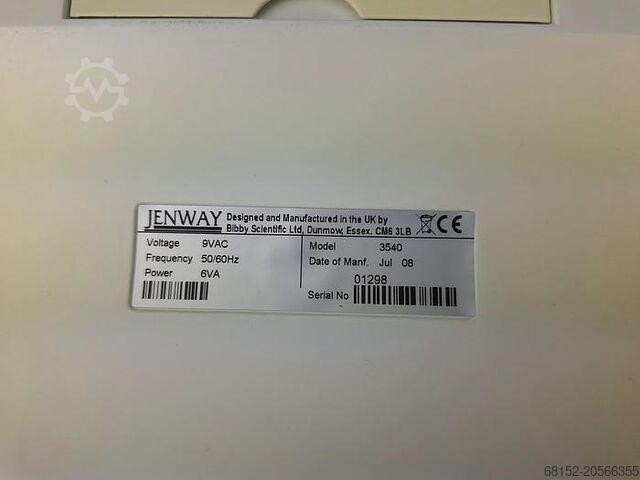 JENWAY
Designed and Manufactured in the UK by
Bibby Scientific Ltd, Dunmow, Essex, CM6 3LB
CE
Voltage 9VAC
Frequency 50/60Hz
Power 6VA
Model 3540
Date of Manf. Jul 08
01298
Serial No
68152-20566355